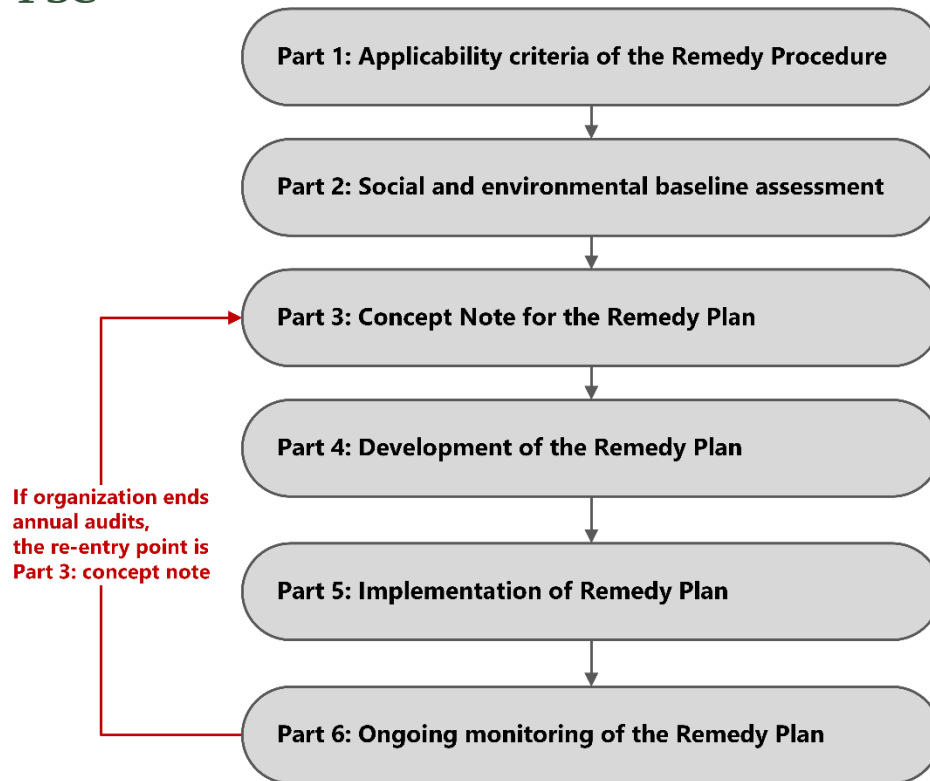 Part 1: Applicability criteria of the Remedy Procedure
Part 2: Social and environmental baseline assessment
Part 3: Concept Note for the Remedy Plan
Part 4: Development of the Remedy Plan
If organization ends
annual audits,
the re-entry point is
Part 3: concept note
Part 5: Implementation of Remedy Plan
Part 6: Ongoing monitoring of the Remedy Plan